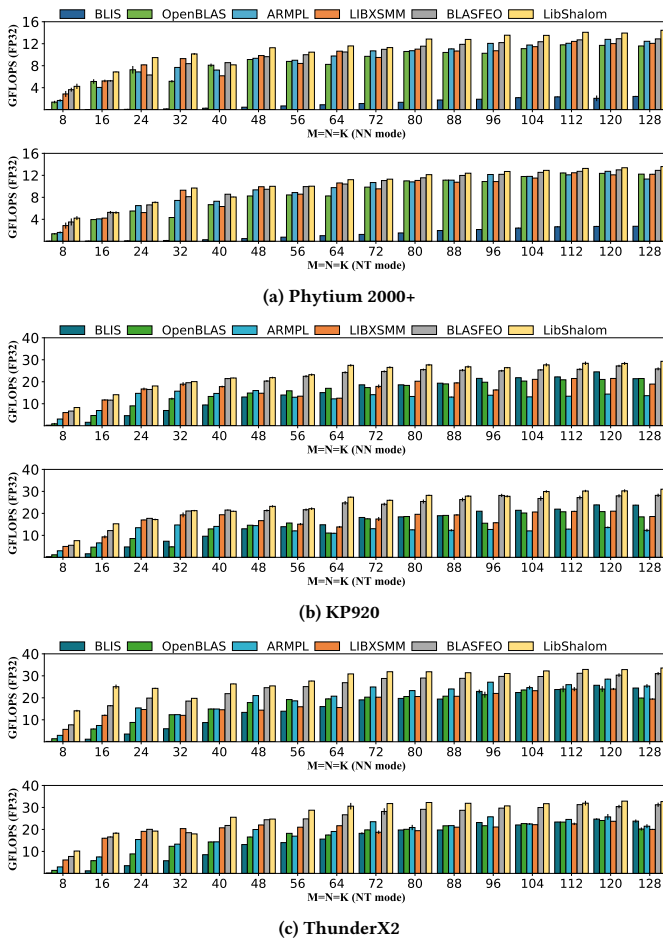 BLIS OpenBLAS ARMPL LIBXSMM BLASFEO LibShalom
GFLOPS (FP32)
16
12
8
4
8 16 24 32 40 48 56 64 72 80 88 96 104 112 120 128
M=N=K (NN mode)
GFLOPS (FP32)
16
12
8
4
8 16 24 32 40 48 56 64 72 80 88 96 104 112 120 128
M=N=K (NT mode)
(a) Phytium 2000+
BLIS OpenBLAS ARMPL LIBXSMM BLASFEO LibShalom
GFLOPS (FP32)
40
30
20
10
8 16 24 32 40 48 56 64 72 80 88 96 104 112 120 128
M=N=K (NN mode)
GFLOPS (FP32)
40
30
20
10
8 16 24 32 40 48 56 64 72 80 88 96 104 112 120 128
M=N=K (NT mode)
(b) KP920
BLIS OpenBLAS ARMPL LIBXSMM BLASFEO LibShalom
GFLOPS (FP32)
40
30
20
10
8 16 24 32 40 48 56 64 72 80 88 96 104 112 120 128
M=N=K (NN mode)
GFLOPS (FP32)
40
30
20
10
8 16 24 32 40 48 56 64 72 80 88 96 104 112 120 128
M=N=K (NT mode)
(c) ThunderX2